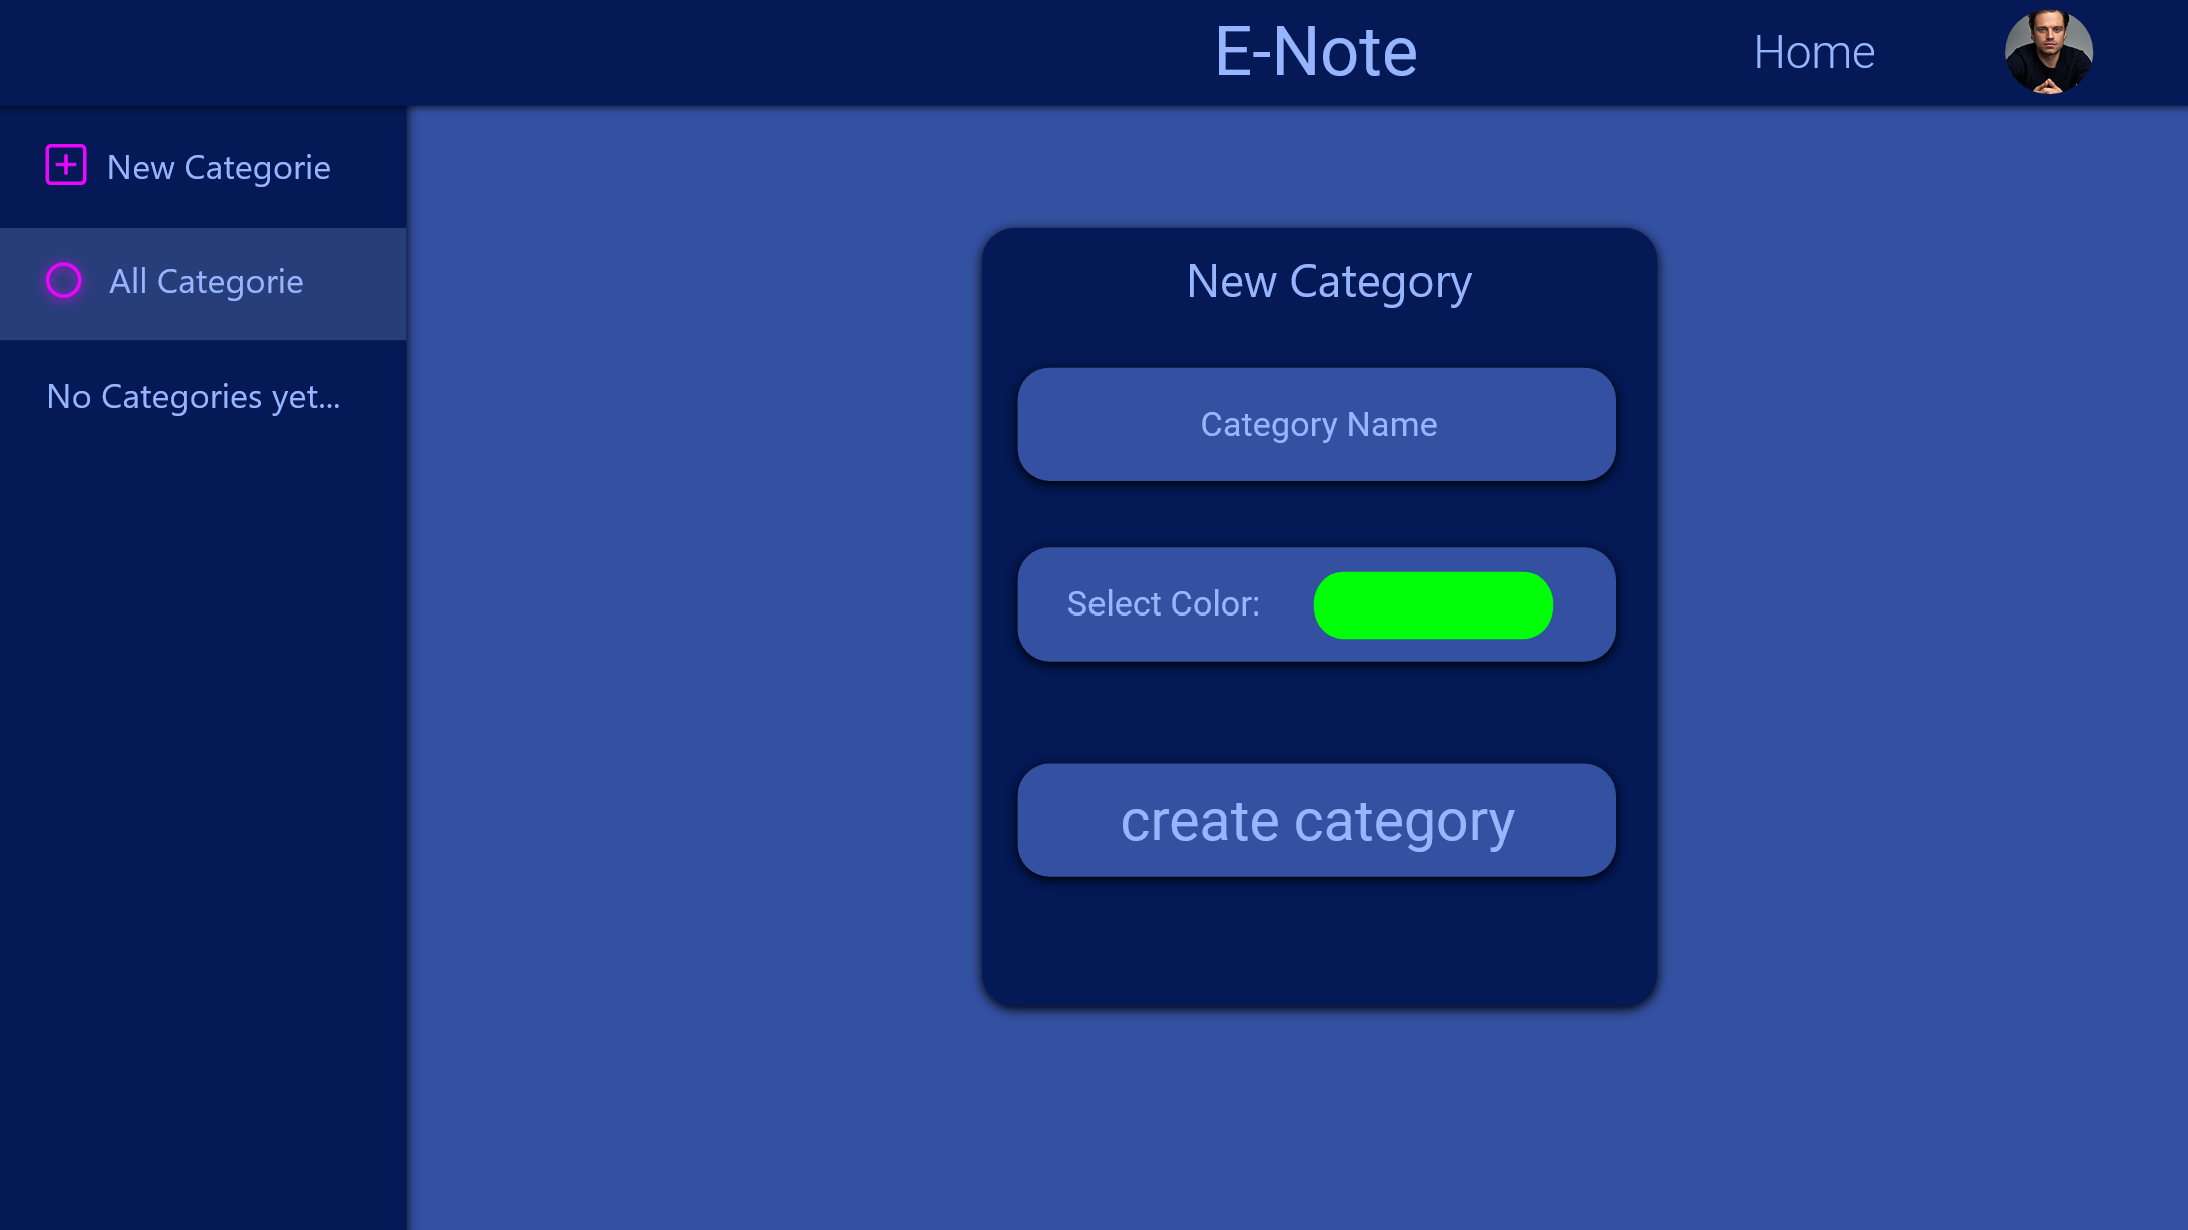 E-Note
Home
New Categorie
All Categorie
No Categories yet...
New Category
Category Name
Select Color:
create category